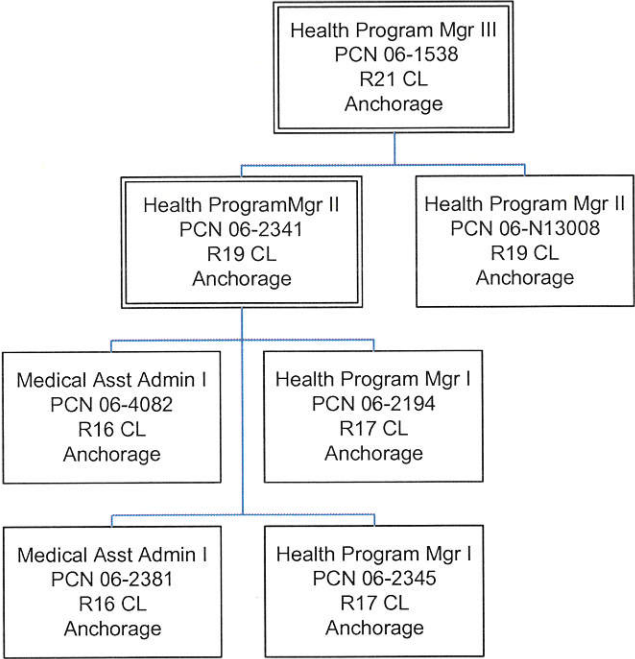 Health Program Mgr III
PCN 06-1538
R21 CL
Anchorage
Health ProgramMgr II
PCN 06-2341
R19 CL
Anchorage
Health Program Mgr II
PCN 06-N13008
R19 CL
Anchorage
Medical Asst Admin I
PCN 06-4082
R16 CL
Anchorage
Health Program Mgr I
PCN 06-2194
R17 CL
Anchorage
Medical Asst Admin I
PCN 06-2381
R16 CL
Anchorage
Health Program Mgr I
PCN 06-2345
R17 CL
Anchorage